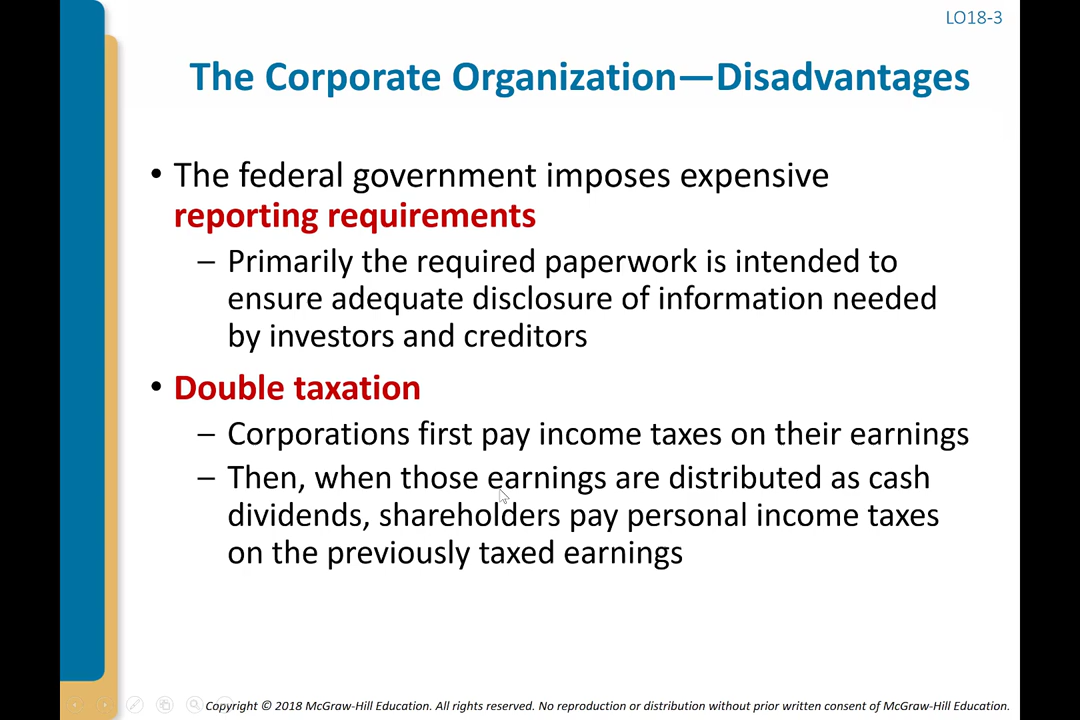 LO18-3
The Corporate Organization—Disadvantages
• The federal government imposes expensive
reporting requirements
– Primarily the required paperwork is intended to
ensure adequate disclosure of information needed
by investors and creditors
• Double taxation
– Corporations first pay income taxes on their earnings
– Then, when those earnings are distributed as cash
dividends, shareholders pay personal income taxes
on the previously taxed earnings
Copyright © 2018 McGraw-Hill Education. All rights reserved. No reproduction or distribution without prior written consent of McGraw-Hill Education.